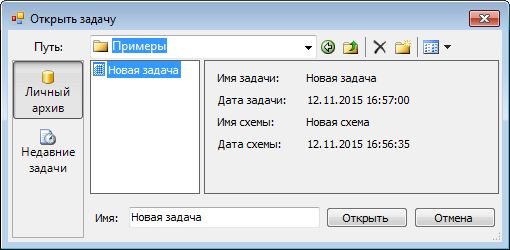 Открыть задачу
Путь: Примеры
Личный
архив
Недавние
задачи
Новая задача
Имя задачи: Новая задача
Дата задачи: 12.11.2015 16:57:00
Имя схемы: Новая схема
Дата схемы: 12.11.2015 16:56:35
Имя: Новая задача Открыть Отмена